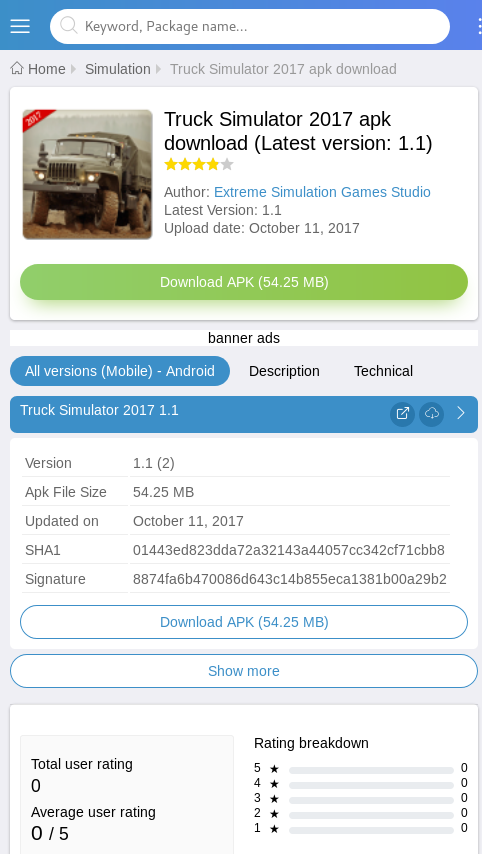 Keyword, Package name...
Home Simulation Truck Simulator 2017 apk download
2017
Truck Simulator 2017 apk
download (Latest version: 1.1)
Author: Extreme Simulation Games Studio
Latest Version: 1.1
Upload date: October 11, 2017
Download APK (54.25 MB)
banner ads
All versions (Mobile) - Android Description Technical
Truck Simulator 2017 1.1
Version 1.1 (2)
Apk File Size 54.25 MB
Updated on October 11, 2017
SHA1 01443ed823dda72a32143a44057cc342cf71cbb8
Signature 8874fa6b470086d643c14b855eca1381b00a29b2
Download APK (54.25 MB)
Show more
Total user rating
0
Average user rating
0 / 5
Rating breakdown
5 ★ 0
4 ★ 0
3 ★ 0
2 ★ 0
1 ★ 0